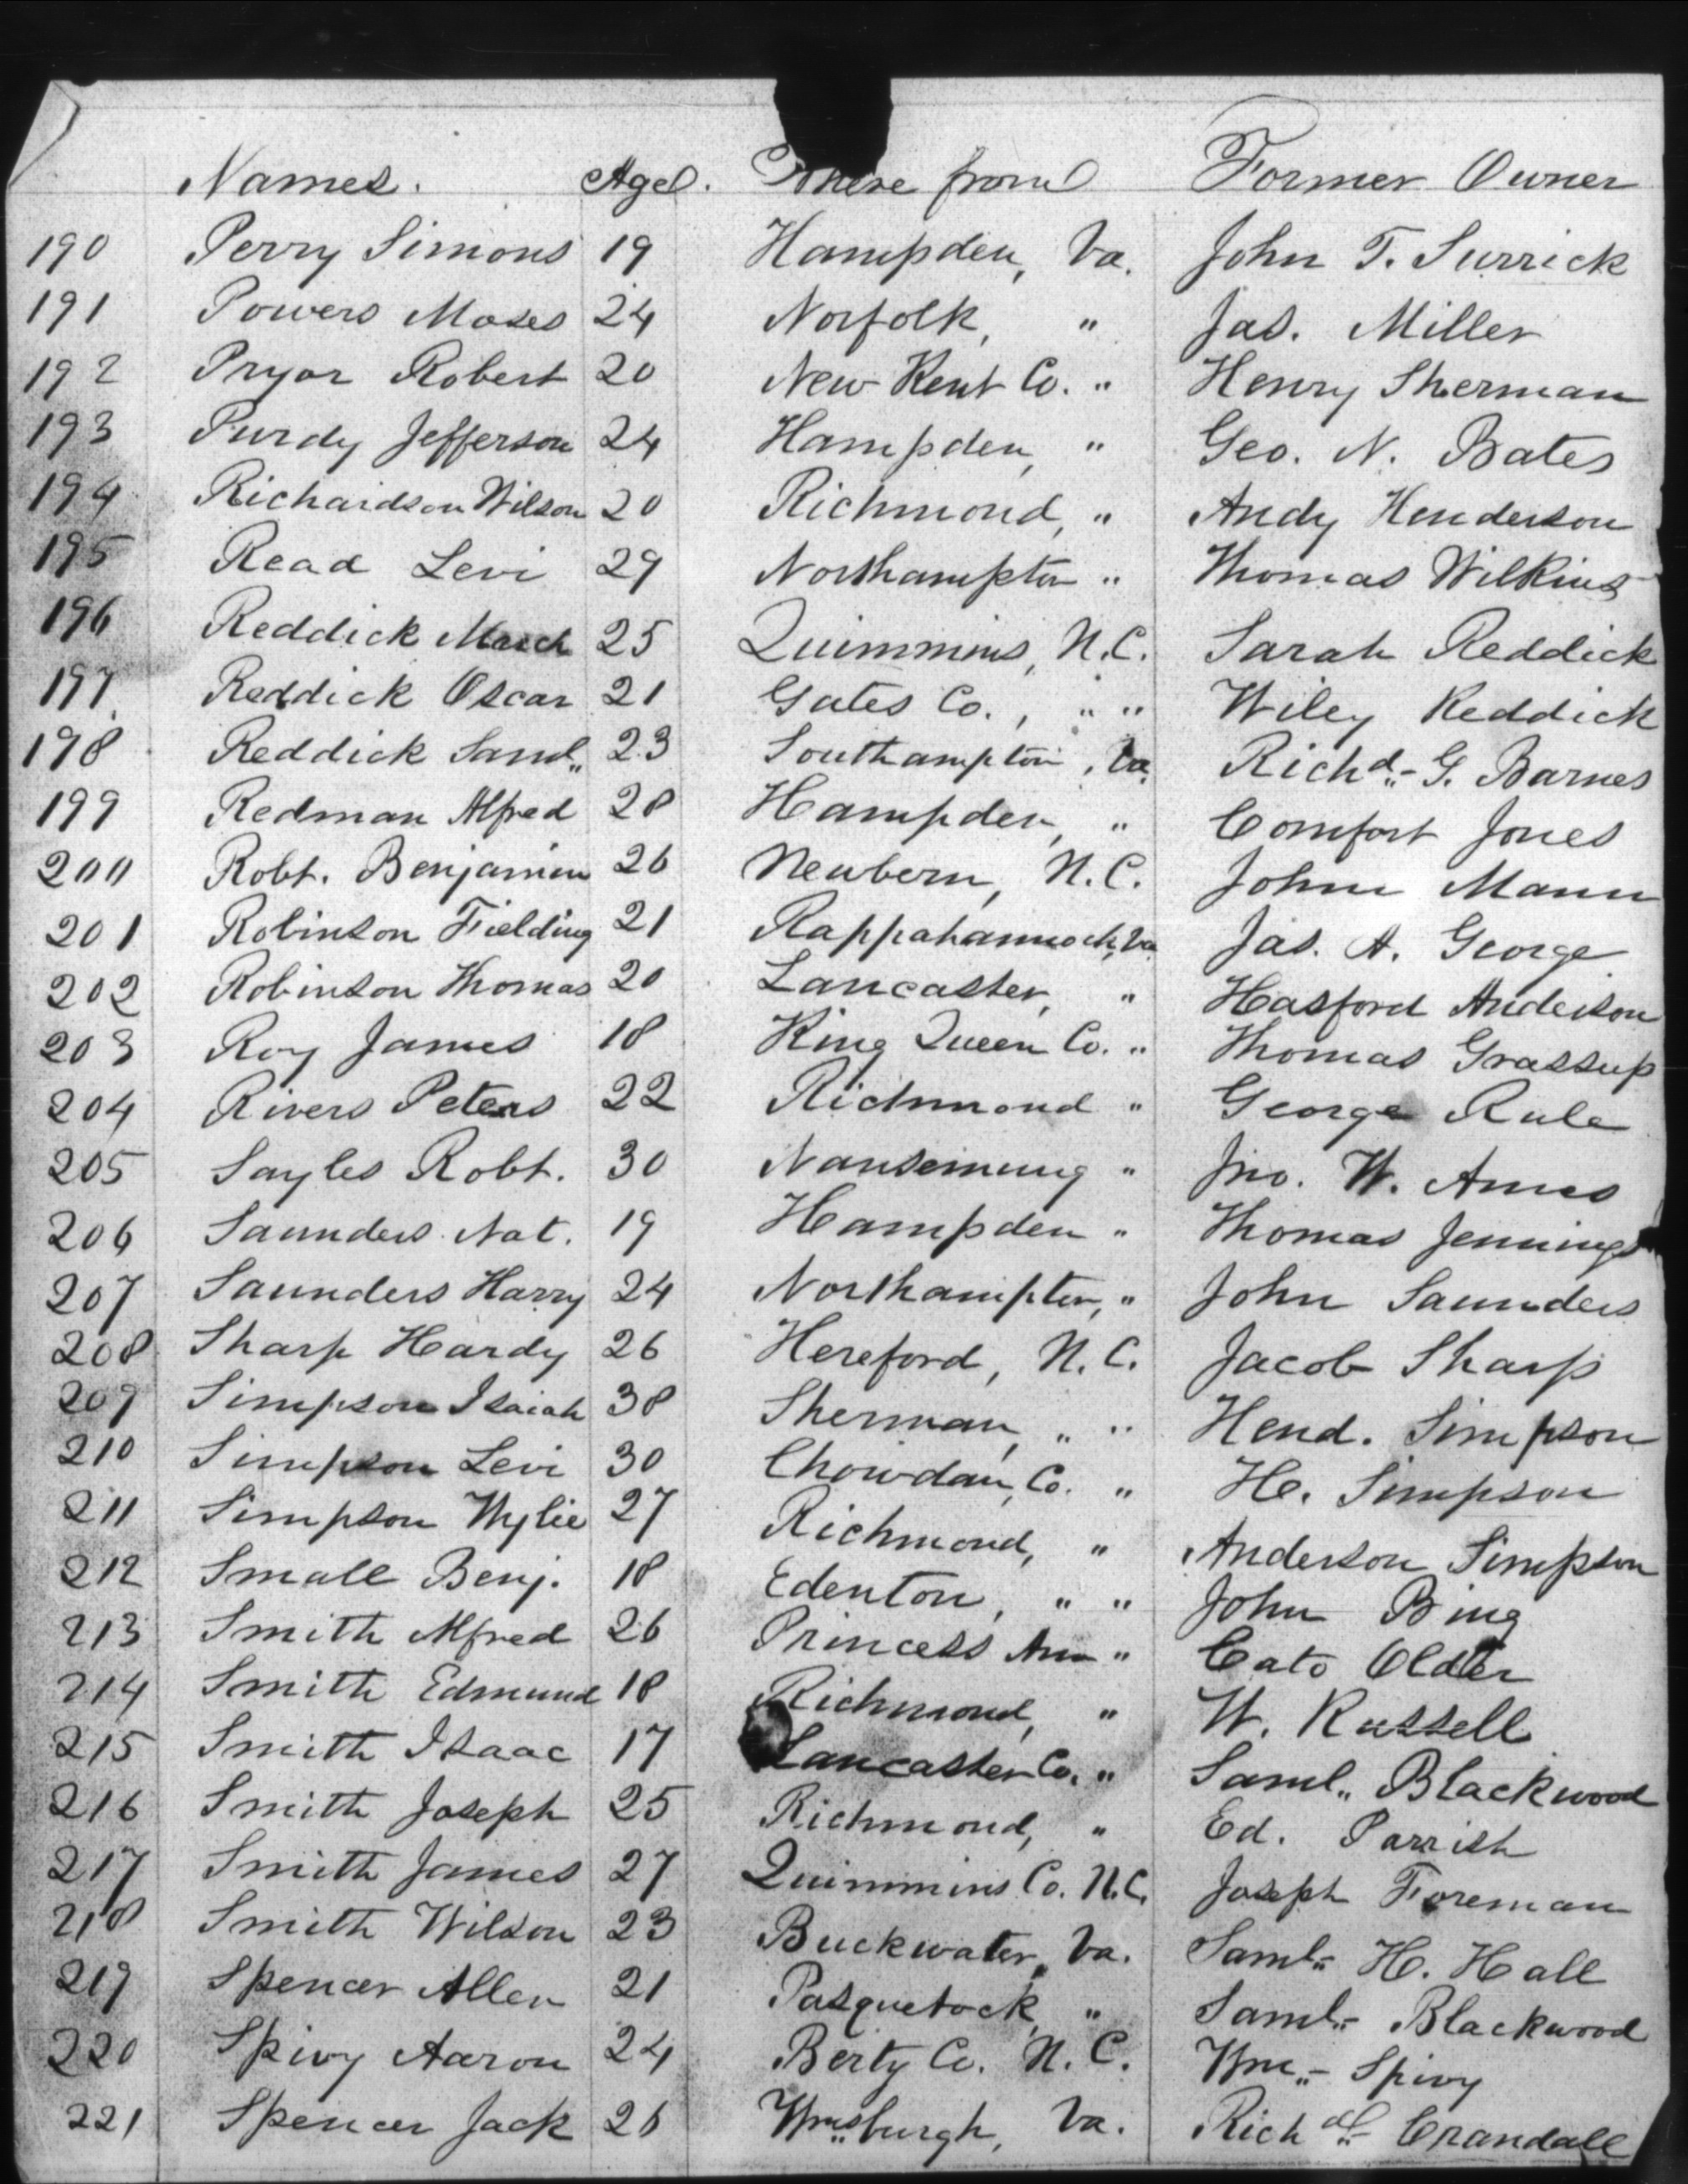 Names. Age. Where from Former Owner
190 Perry Simons 19 Hampden, Va. John T. Surrick
191 Powers Moses 24 Norfolk, " Jas. Miller
192 Pryor Robert 20 New Kent Co. " Henry Sherman
193 Purdy Jefferson 24 Hampden, " Geo. N. Bates
194 Richardson Wilson 20 Richmond, " Andy Henderson
195 Read Levi 29 Northampton " Thomas Wilkins
196 Reddick March 25 Quimmins, N.C. Sarah Reddick
197 Reddick Oscar 21 Gates Co., " " Wiley Reddick
198 Reddick Saml. 23 Southampton, Va. Richd. G. Barnes
199 Redman Alfred 28 Hampden, " Comfort Jones
200 Robt. Benjamin 26 Newbern, N.C. John Mann
201 Robinson Fielding 21 Rappahannock, Va. Jas. A. George
202 Robinson Thomas 20 Lancaster, " Hasford Anderson
203 Roy James 18 King Queen Co. " Thomas Grassup
204 Rivers Peters 22 Richmond " George Rule
205 Sayles Robt. 30 Nansemung " Jno. W. Ames
206 Saunders Nat. 19 Hampden " Thomas Jennings
207 Saunders Harry 24 Northampton, " John Saunders
208 Sharp Hardy 26 Hereford, N.C. Jacob Sharp
209 Simpson Isaiah 38 Sherman, " " Hend. Simpson
210 Simpson Levi 30 Chowdan, Co. " H. Simpson
211 Simpson Wylie 27 Richmond, " Anderson Simpson
212 Small Benj. 18 Edenton, " " John Bing
213 Smith Alfred 26 Princess Ann " Cato Older
214 Smith Edmund 18 Richmond, " W. Russell
215 Smith Isaac 17 Lancaster Co. " Saml. Blackwood
216 Smith Joseph 25 Richmond, " Ed. Parrish
217 Smith James 27 Quimmins Co. N.C. Joseph Foreman
218 Smith Wilson 23 Buckwater, Va. Saml. H. Hall
219 Spencer Allen 21 Pasquetock, " Saml. Blackwood
220 Spivy Aaron 24 Berty Co. N.C. Wm. Spivy
221 Spencer Jack 26 Wmsburgh, Va. Richd. Crandall